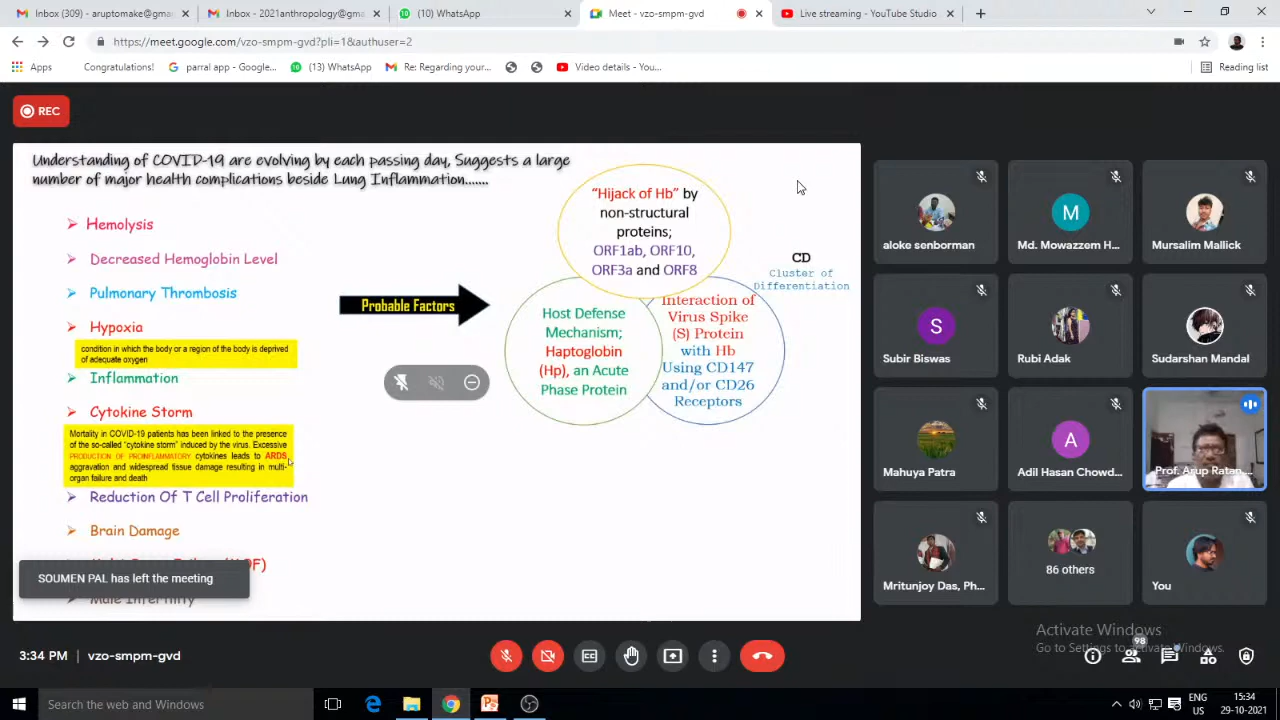 Inbox - aruptomake@gmai
Inbox - 2021anthropology@gma
(10) WhatsApp
Meet - vzo-smpm-gvd
Live streaming - YouTube Studio
https://meet.google.com/vzo-smpm-gvd?pli=1&authuser=2
Apps
Congratulations!
parral app - Google...
(13) WhatsApp
Re: Regarding your...
Video details - You...
Reading list
REC
Understanding of COVID-19 are evolving by each passing day, Suggests a large
number of major health complications beside Lung Inflammation.......
Hemolysis
Decreased Hemoglobin Level
Pulmonary Thrombosis
Hypoxia
condition in which the body or a region of the body is deprived
of adequate oxygen
Inflammation
Cytokine Storm
Mortality in COVID-19 patients has been linked to the presence
of the so-called "cytokine storm" induced by the virus. Excessive
PRODUCTION OF PROINFLAMMATORY cytokines leads to ARDS
aggravation and widespread tissue damage resulting in multi-
organ failure and death
Reduction Of T Cell Proliferation
Brain Damage
Male Infertility
SOUMEN PAL has left the meeting
Probable Factors
"Hijack of Hb" by
non-structural
proteins;
ORF1ab, ORF10,
ORF3a and ORF8
Host Defense
Mechanism;
Haptoglobin
(Hp), an Acute
Phase Protein
Interaction of
Virus Spike
(S) Protein
with Hb
Using CD147
and/or CD26
Receptors
CD
Cluster of
Differentiation
aloke senborman
M
Md. Mowazzem H...
Mursalim Mallick
S
Subir Biswas
Rubi Adak
Sudarshan Mandal
Mahuya Patra
A
Adil Hasan Chowd...
Prof. Arup Ratan...
Mritunjoy Das, Ph...
86 others
You
Activate Windows
Go to Settings to activate Windows.
3:34 PM | vzo-smpm-gvd
98
Search the web and Windows
ENG
US
15:34
29-10-2021